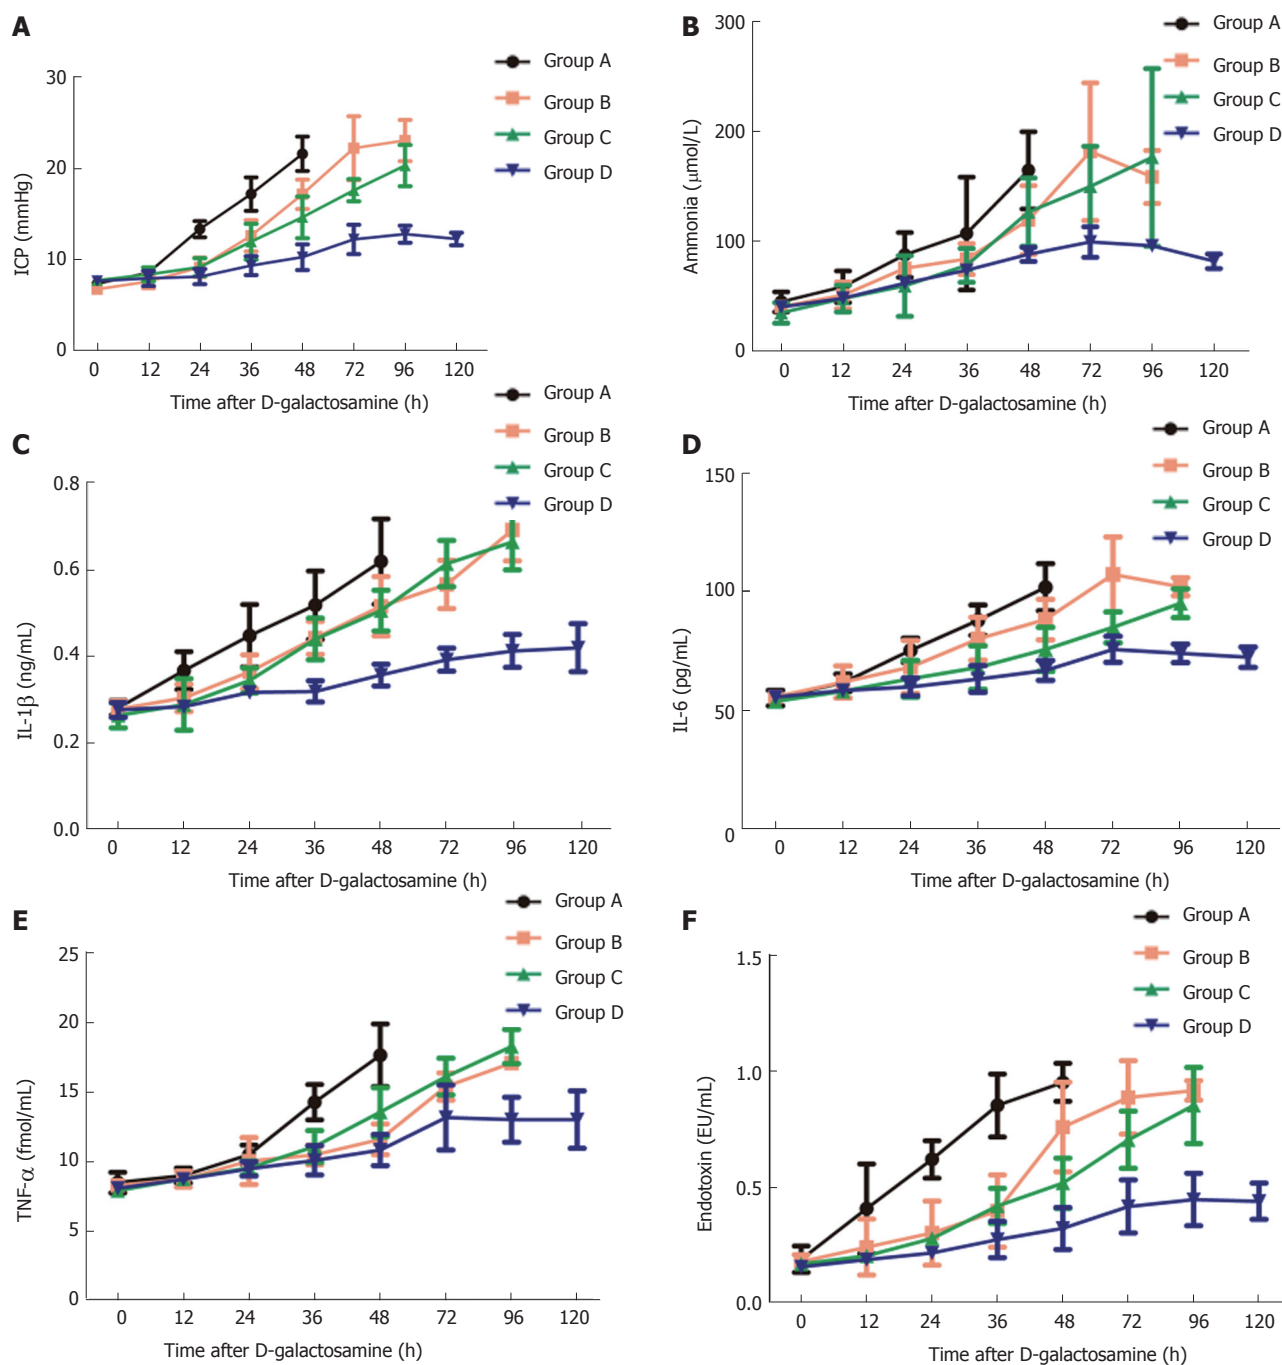 A
Group A
Group B
Group C
Group D
30
20
10
0
ICP (mmHg)
0 12 24 36 48 72 96 120
Time after D-galactosamine (h)
B
Group A
Group B
Group C
Group D
300
200
100
0
Ammonia (μmol/L)
0 12 24 36 48 72 96 120
Time after D-galactosamine (h)
C
Group A
Group B
Group C
Group D
0.8
0.6
0.4
0.2
0.0
IL-1β (ng/mL)
0 12 24 36 48 72 96 120
Time after D-galactosamine (h)
D
Group A
Group B
Group C
Group D
150
100
50
0
IL-6 (pg/mL)
0 12 24 36 48 72 96 120
Time after D-galactosamine (h)
E
Group A
Group B
Group C
Group D
25
20
15
10
5
0
TNF-α (fmol/mL)
0 12 24 36 48 72 96 120
Time after D-galactosamine (h)
F
Group A
Group B
Group C
Group D
1.5
1.0
0.5
0.0
Endotoxin (EU/mL)
0 12 24 36 48 72 96 120
Time after D-galactosamine (h)